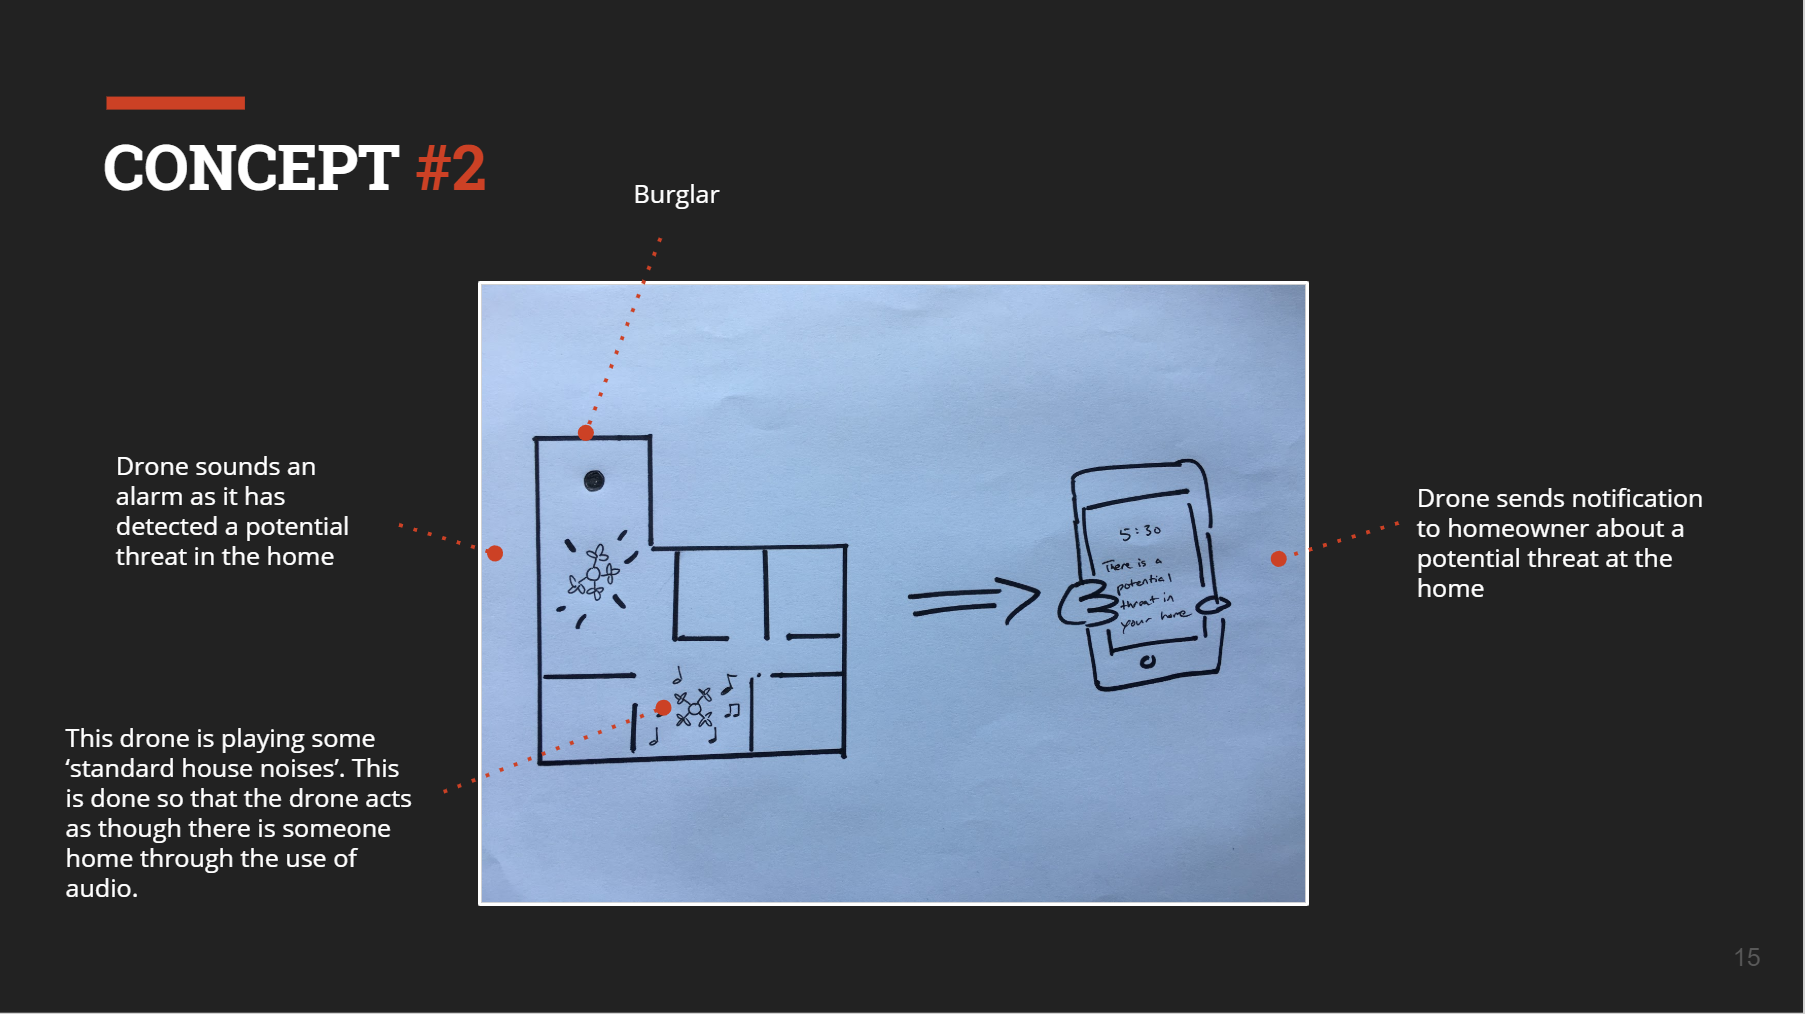 CONCEPT #2
Burglar
Drone sounds an
alarm as it has
detected a potential
threat in the home
This drone is playing some
‘standard house noises’. This
is done so that the drone acts
as though there is someone
home through the use of
audio.
5:30
There is a
potential
threat in
your home
Drone sends notification
to homeowner about a
potential threat at the
home
15